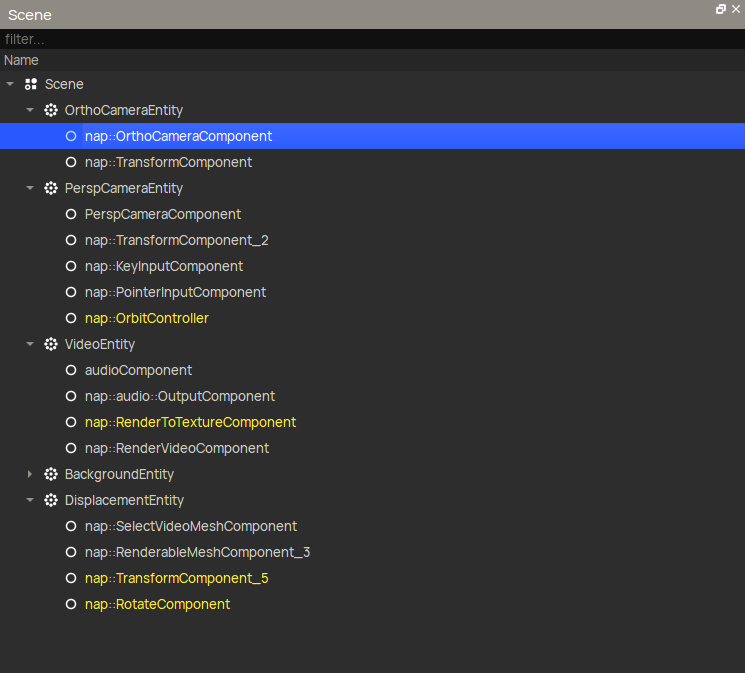 Scene
filter...
Name
Scene
OrthoCameraEntity
nap::OrthoCameraComponent
nap::TransformComponent
PerspCameraEntity
PerspCameraComponent
nap::TransformComponent_2
nap::KeyInputComponent
nap::PointerInputComponent
nap::OrbitController
VideoEntity
audioComponent
nap::audio::OutputComponent
nap::RenderToTextureComponent
nap::RenderVideoComponent
BackgroundEntity
DisplacementEntity
nap::SelectVideoMeshComponent
nap::RenderableMeshComponent_3
nap::TransformComponent_5
nap::RotateComponent